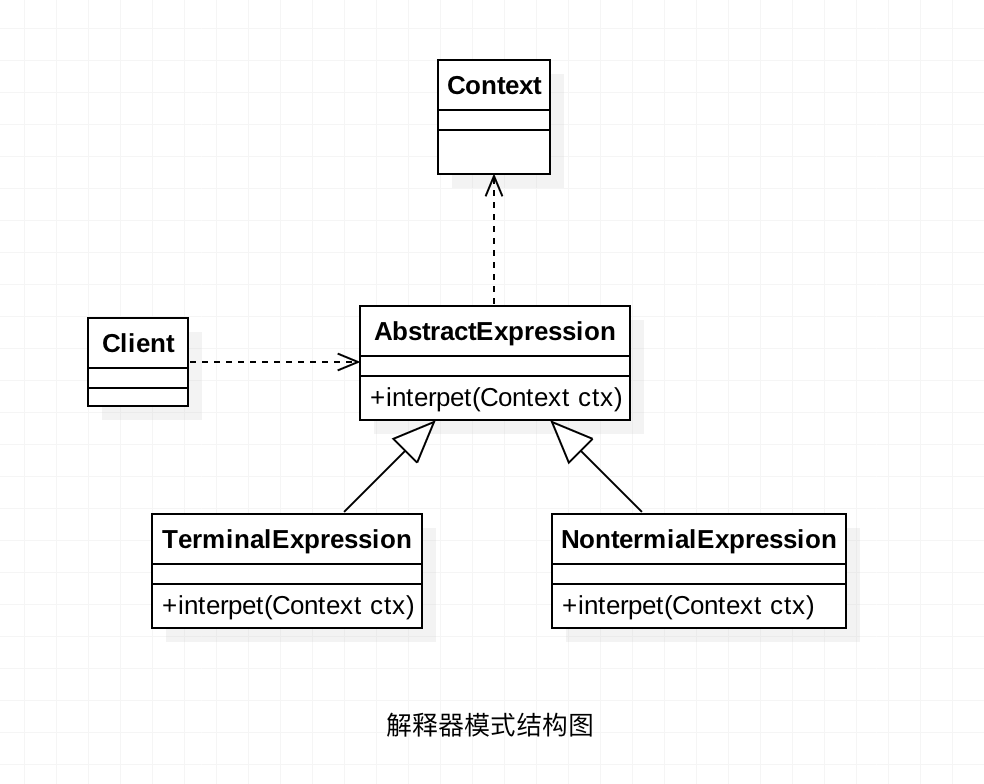 Context
Client
AbstractExpression
+interpet(Context ctx)
TerminalExpression
+interpet(Context ctx)
NontermialExpression
+interpet(Context ctx)
解释器模式结构图